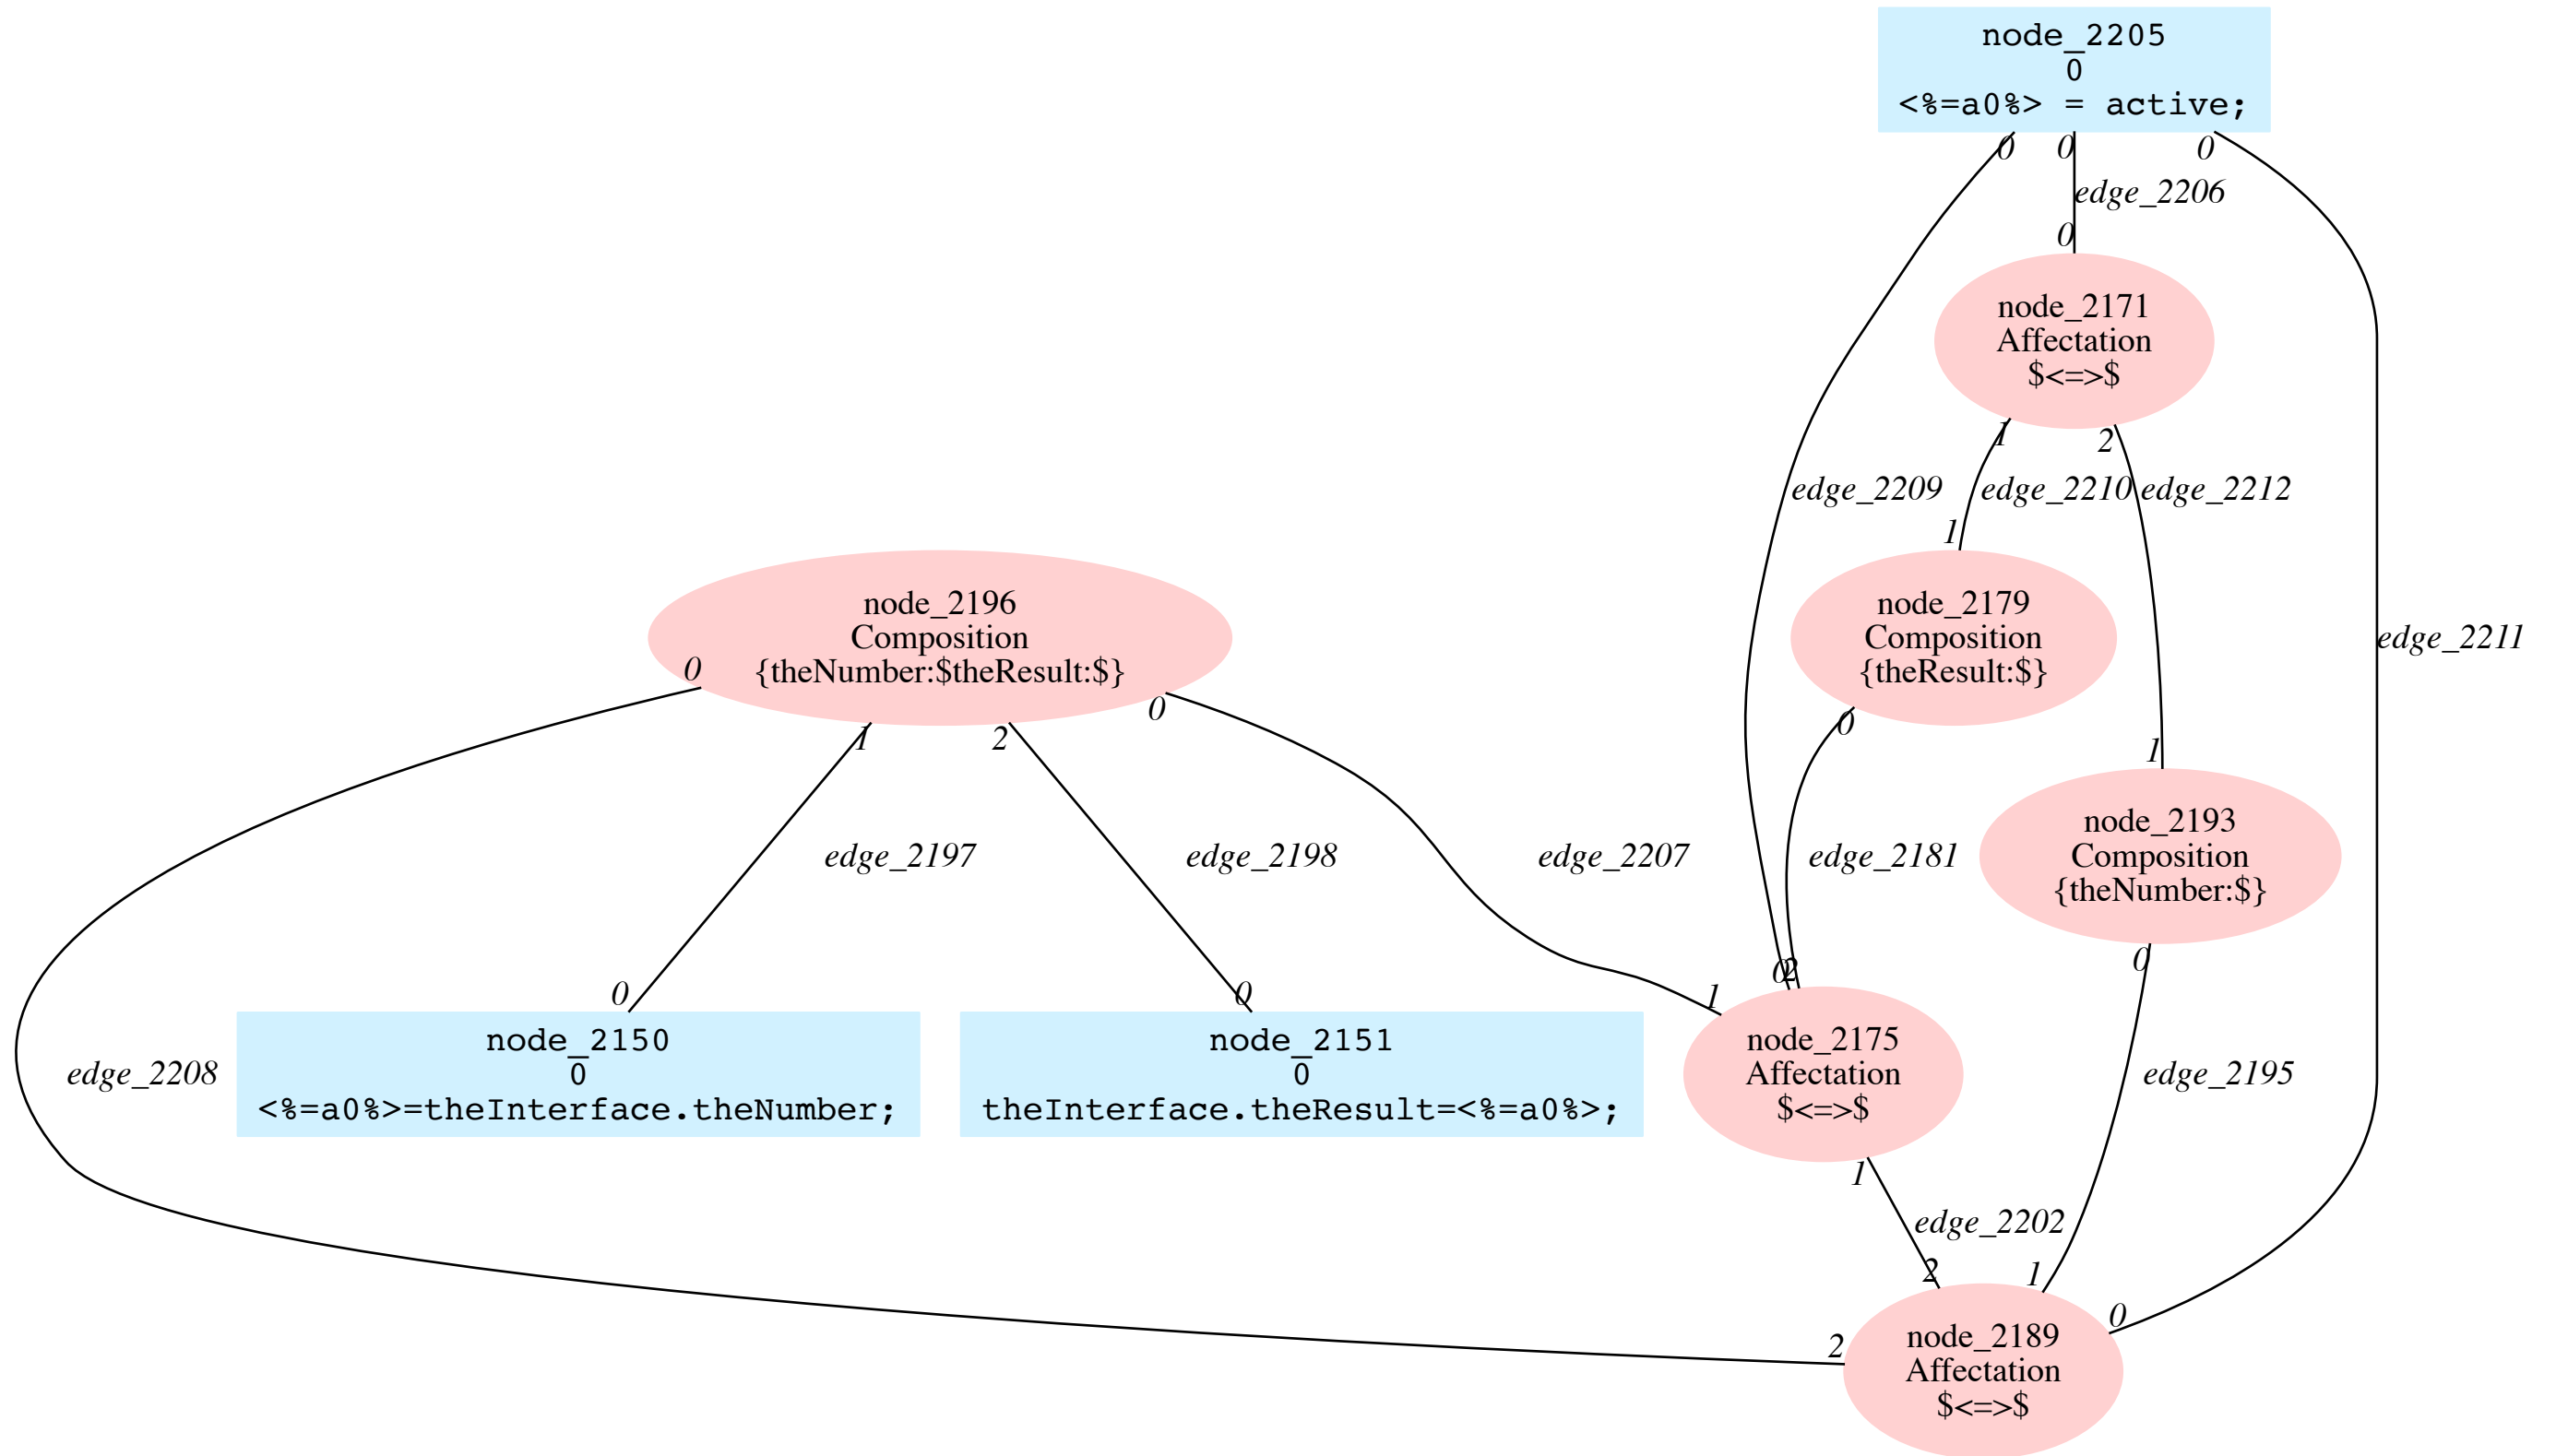 node_2205
0
<%=a0%> = active;
0
0
0
edge_2206
0
node_2171
Affectation
$<=>$
1
2
edge_2209
edge_2210
edge_2212
1
node_2196
Composition
{theNumber:$theResult:$}
0
1
2
0
node_2179
Composition
{theResult:$}
0
edge_2211
1
node_2193
Composition
{theNumber:$}
0
edge_2197
edge_2198
edge_2207
edge_2181
0
0
1
0
2
edge_2208
node_2150
0
<%=a0%>=theInterface.theNumber;
node_2151
0
theInterface.theResult=<%=a0%>;
node_2175
Affectation
$<=>$
edge_2195
1
edge_2202
2
1
0
2
node_2189
Affectation
$<=>$